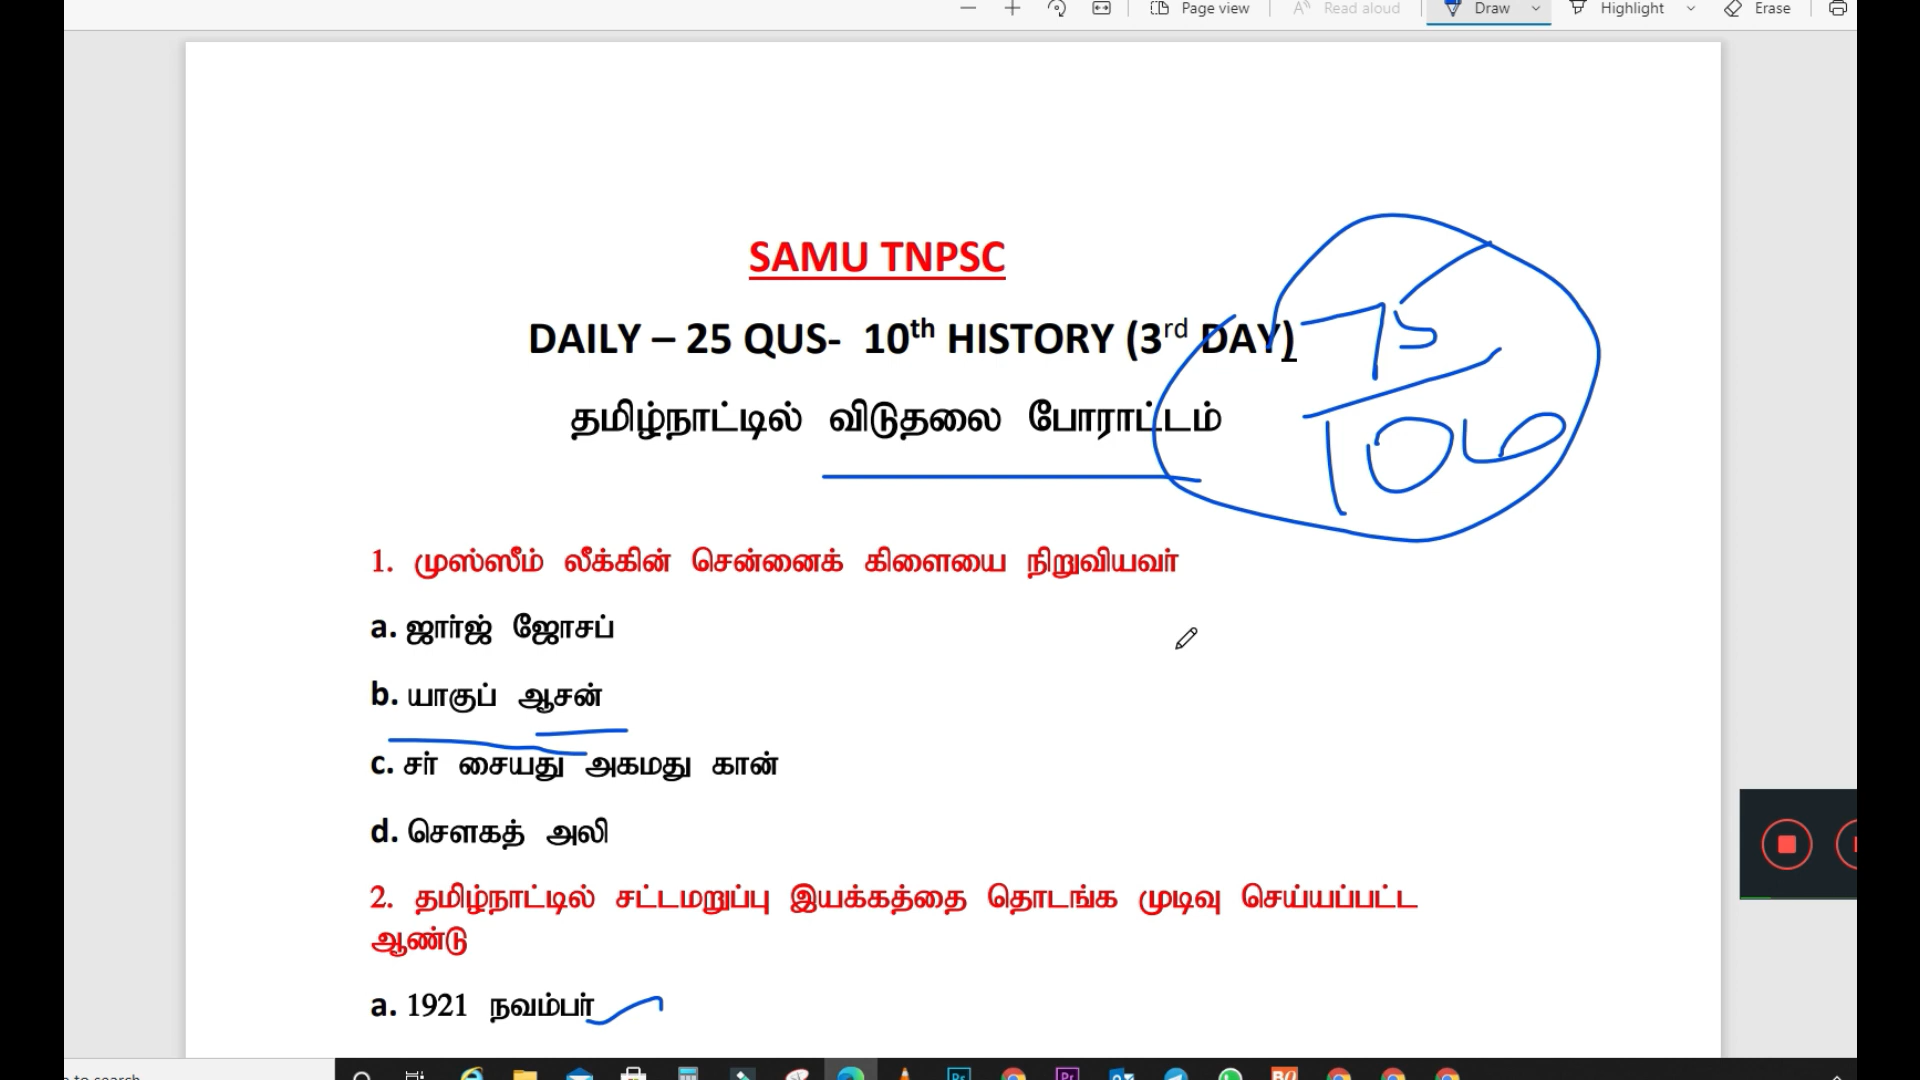 Page view Read aloud Draw Highlight Erase
SAMU TNPSC
DAILY – 25 QUS- 10th HISTORY (3rd DAY)
தமிழ்நாட்டில் விடுதலை போராட்டம்
75
100
1. முஸ்ஸீம் லீக்கின் சென்னைக் கிளையை நிறுவியவர்
a. ஜார்ஜ் ஜோசப்
b. யாகுப் ஆசன்
c. சர் சையது அகமது கான்
d. சௌகத் அலி
2. தமிழ்நாட்டில் சட்டமறுப்பு இயக்கத்தை தொடங்க முடிவு செய்யப்பட்ட
ஆண்டு
a. 1921 நவம்பர்
to search